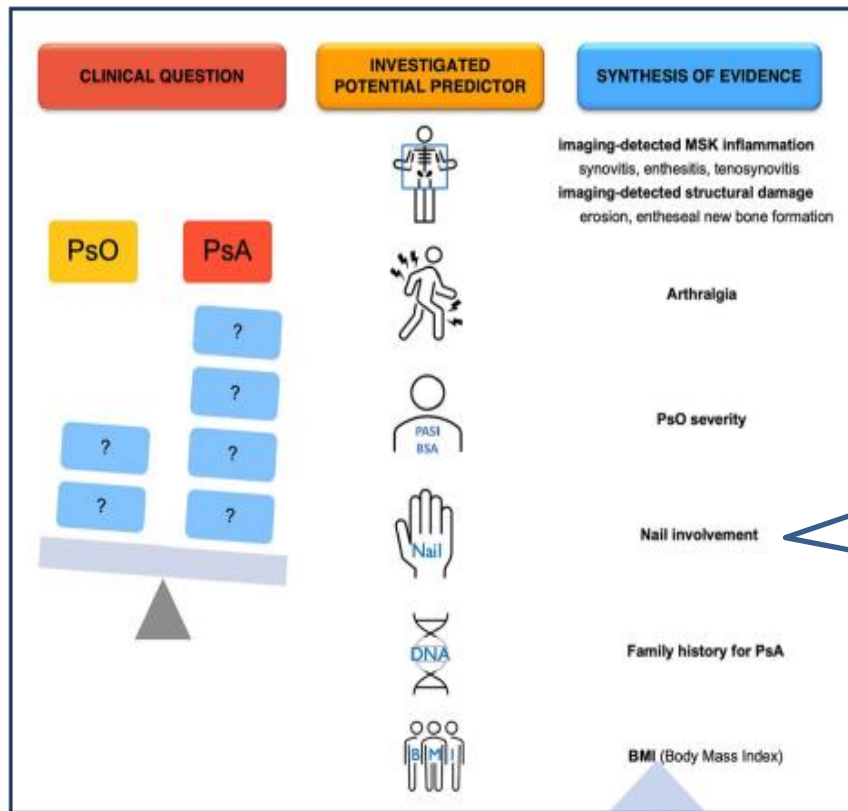 CLINICAL QUESTION
INVESTIGATED
POTENTIAL PREDICTOR
SYNTHESIS OF EVIDENCE
imaging-detected MSK inflammation
synovitis, enthesitis, tenosynovitis
imaging-detected structural damage
erosion, entheseal new bone formation
PsO
PsA
?
?
?
?
?
?
Arthralgia
PASI
BSA
PsO severity
Nail
Nail involvement
DNA
Family history for PsA
B M I
BMI (Body Mass Index)